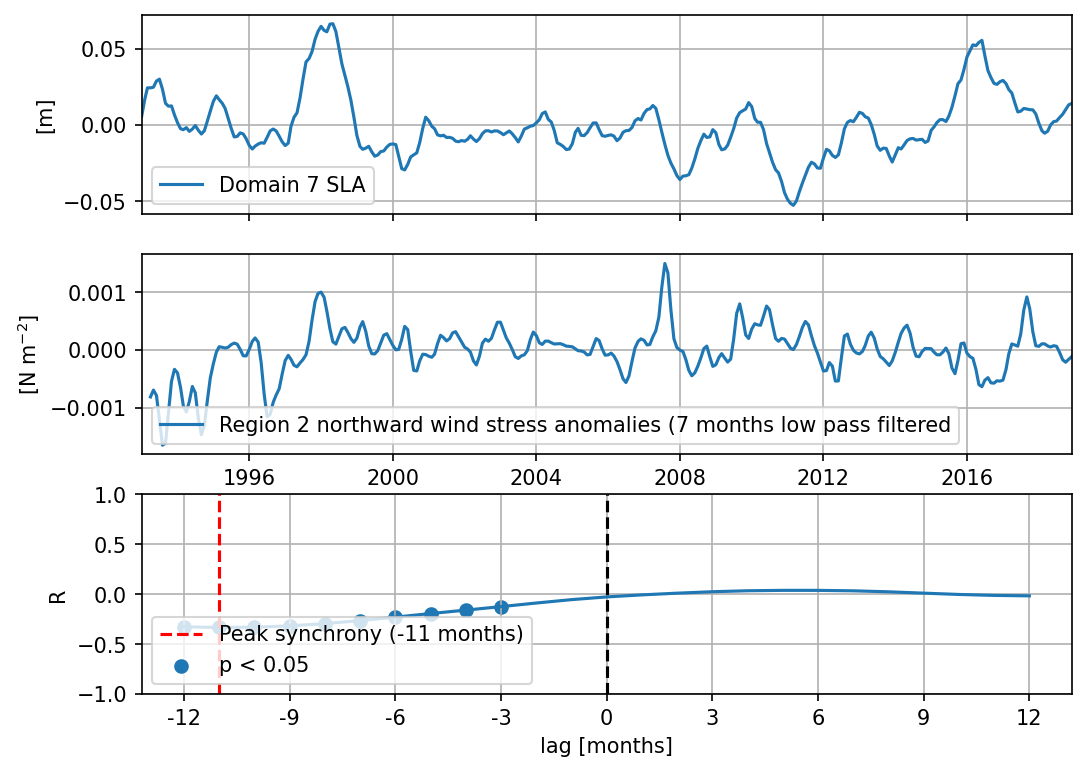 0.05
0.00
−0.05
[m]
Domain 7 SLA
0.001
0.000
−0.001
[N m⁻²]
Region 2 northward wind stress anomalies (7 months low pass filtered
1996 2000 2004 2008 2012 2016
1.0
0.5
0.0
−0.5
−1.0
R
Peak synchrony (-11 months)
p < 0.05
-12 -9 -6 -3 0 3 6 9 12
lag [months]